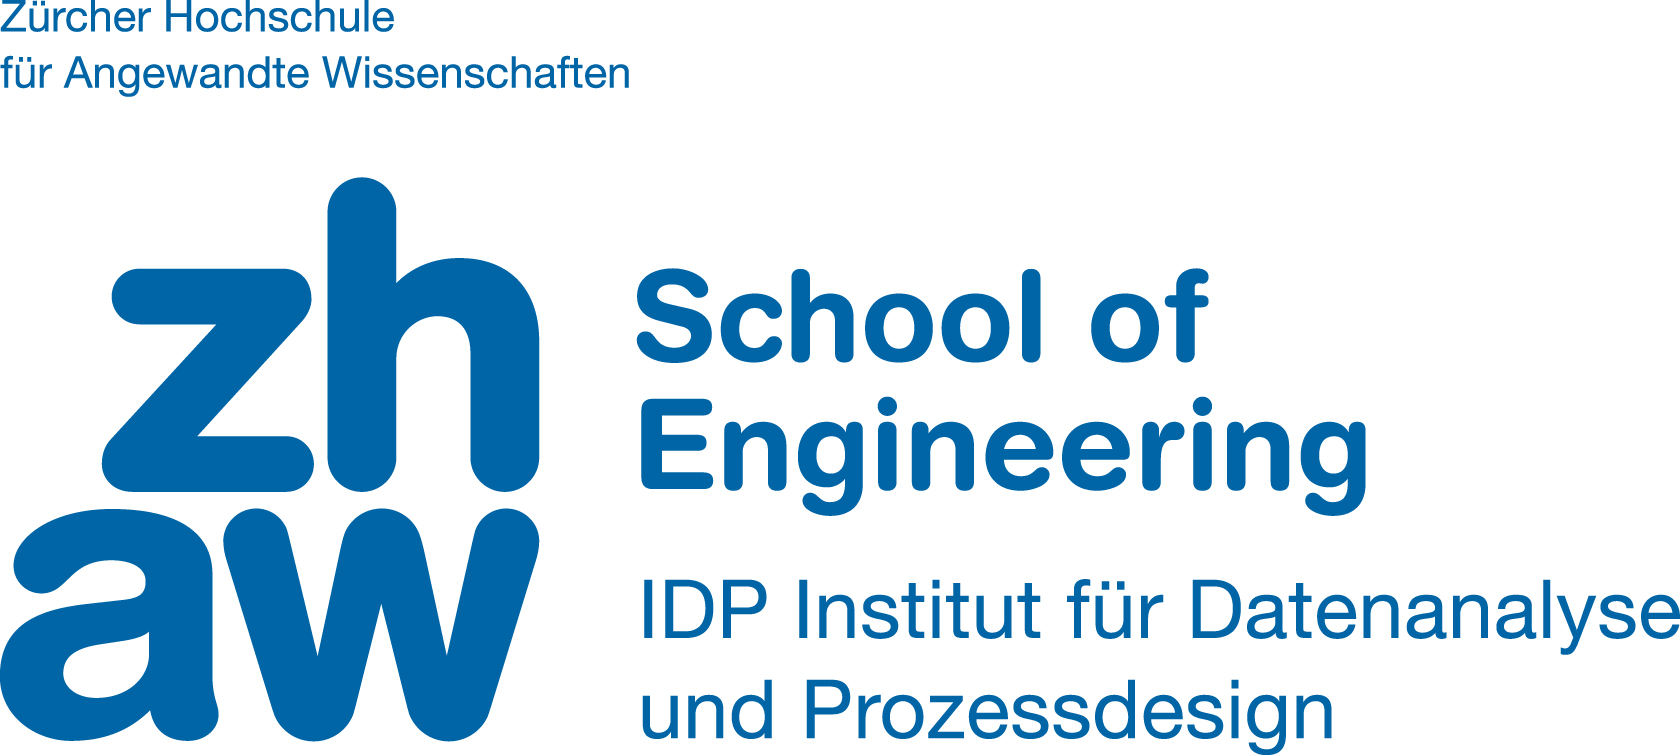 Zürcher Hochschule
für Angewandte Wissenschaften
zh
aw
School of
Engineering
IDP Institut für Datenanalyse
und Prozessdesign